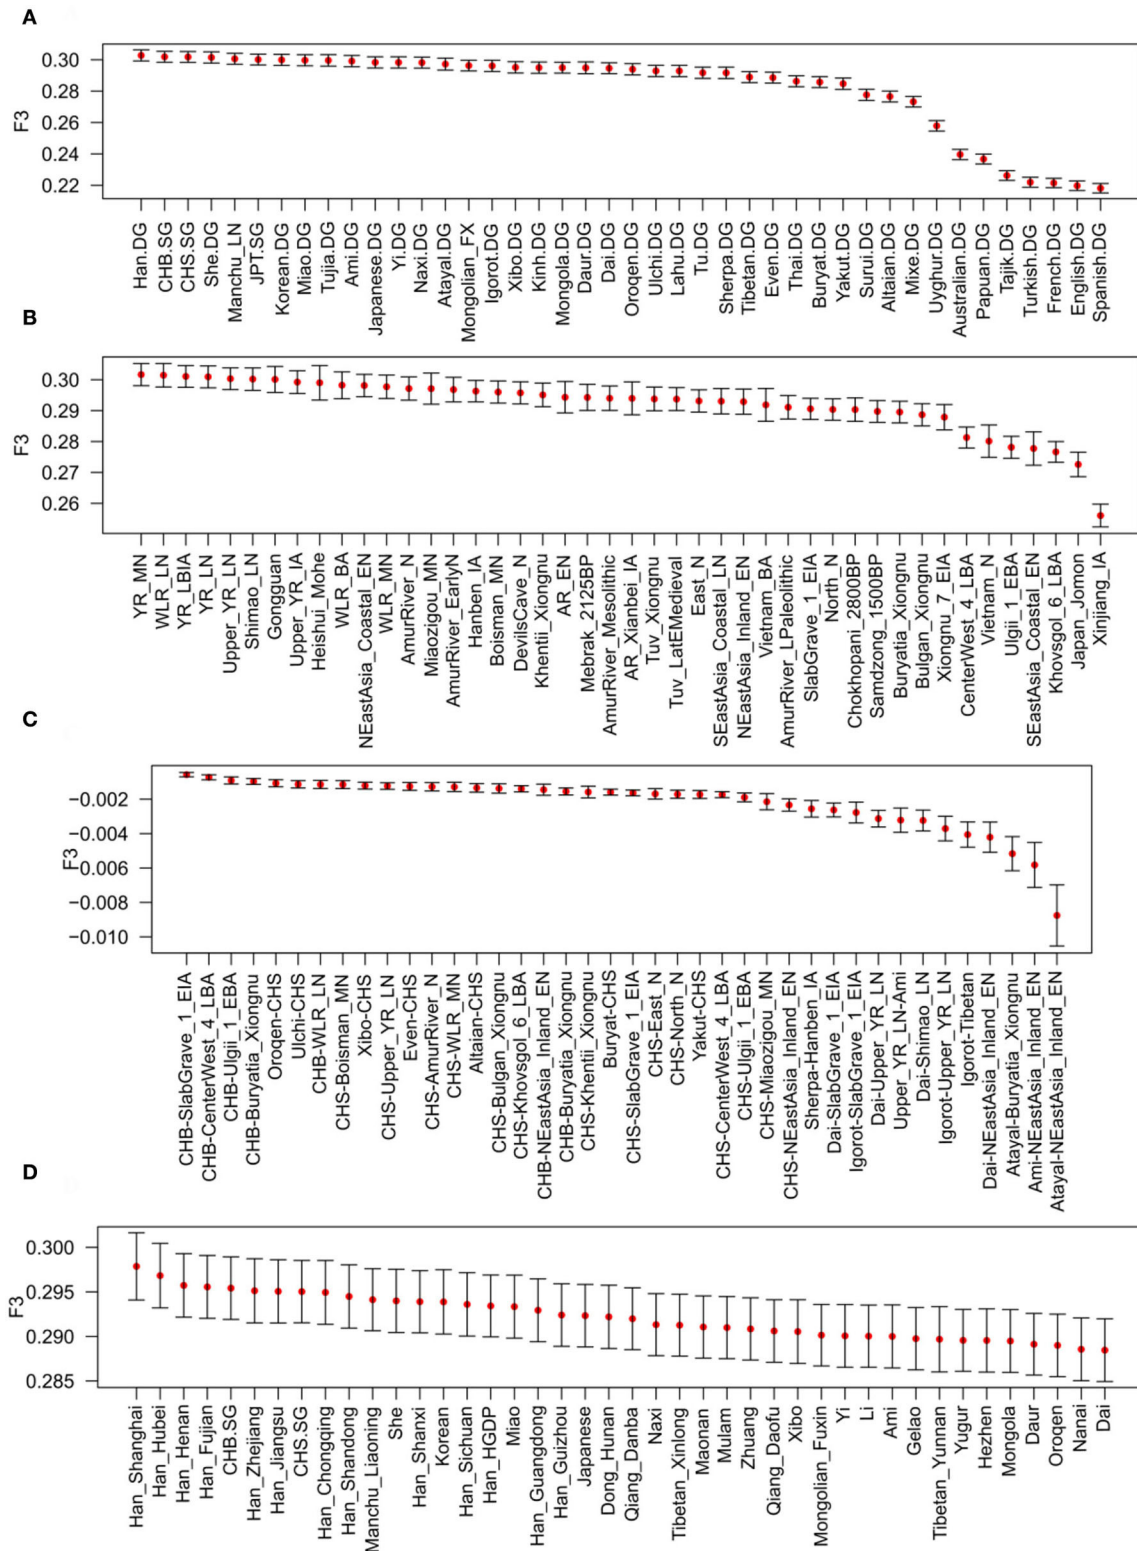 A
F3
0.30
0.28
0.26
0.24
0.22
Han.DG
CHB.SG
CHS.SG
She.DG
Manchu_LN
JPT.SG
Korean.DG
Miao.DG
Tujia.DG
Ami.DG
Japanese.DG
Yi.DG
Naxi.DG
Atayal.DG
Mongolian_FX
Igorot.DG
Xibo.DG
Kinh.DG
Mongola.DG
Daur.DG
Dai.DG
Oroqen.DG
Ulchi.DG
Lahu.DG
Tu.DG
Sherpa.DG
Tibetan.DG
Even.DG
Thai.DG
Buryat.DG
Yakut.DG
Surui.DG
Altaian.DG
Mixe.DG
Uyghur.DG
Australian.DG
Papuan.DG
Tajik.DG
Turkish.DG
French.DG
English.DG
Spanish.DG
B
F3
0.30
0.29
0.28
0.27
0.26
YR_MN
WLR_LN
YR_LBIA
YR_LN
Upper_YR_LN
Shimao_LN
Gongguan
Upper_YR_IA
Heishui_Mohe
WLR_BA
NEastAsia_Coastal_EN
WLR_MN
AmurRiver_N
Miaozigou_MN
AmurRiver_EarlyN
Hanben_IA
Boisman_MN
DevilsCave_N
Khentii_Xiongnu
AR_EN
Mebrak_2125BP
AmurRiver_Mesolithic
AR_Xianbei_IA
Tuv_Xiongnu
Tuv_LatEMedieval
East_N
SEastAsia_Coastal_LN
NEastAsia_Inland_EN
Vietnam_BA
AmurRiver_LPaleolithic
SlabGrave_1_EIA
North_N
Chokhopani_2800BP
Samdzong_1500BP
Buryatia_Xiongnu
Bulgan_Xiongnu
Xiongnu_7_EIA
CenterWest_4_LBA
Vietnam_N
Ulgii_1_EBA
SEastAsia_Coastal_EN
Khovsgol_6_LBA
Japan_Jomon
Xinjiang_IA
C
F3
−0.002
−0.004
−0.006
−0.008
−0.010
CHB-SlabGrave_1_EIA
CHB-CenterWest_4_LBA
CHB-Ulgii_1_EBA
CHB-Buryatia_Xiongnu
Oroqen-CHS
Ulchi-CHS
CHB-WLR_LN
CHS-Boisman_MN
Xibo-CHS
CHS-Upper_YR_LN
Even-CHS
CHS-AmurRiver_N
CHS-WLR_MN
Altaian-CHS
CHS-Bulgan_Xiongnu
CHS-Khovsgol_6_LBA
CHB-NEastAsia_Inland_EN
CHB-Buryatia_Xiongnu
CHS-Khentii_Xiongnu
Buryat-CHS
CHS-SlabGrave_1_EIA
CHS-East_N
CHS-North_N
Yakut-CHS
CHS-CenterWest_4_LBA
CHS-Ulgii_1_EBA
CHS-Miaozigou_MN
CHS-NEastAsia_Inland_EN
Sherpa-Hanben_IA
Dai-SlabGrave_1_EIA
Igorot-SlabGrave_1_EIA
Dai-Upper_YR_LN
Upper_YR_LN-Ami
Dai-Shimao_LN
Igorot-Upper_YR_LN
Igorot-Tibetan
Dai-NEastAsia_Inland_EN
Atayal-Buryatia_Xiongnu
Ami-NEastAsia_Inland_EN
Atayal-NEastAsia_Inland_EN
D
F3
0.300
0.295
0.290
0.285
Han_Shanghai
Han_Hubei
Han_Henan
Han_Fujian
CHB.SG
Han_Zhejiang
Han_Jiangsu
CHS.SG
Han_Chongqing
Han_Shandong
Manchu_Liaoning
She
Han_Shanxi
Korean
Han_Sichuan
Han_HGDP
Miao
Han_Guangdong
Han_Guizhou
Japanese
Dong_Hunan
Qiang_Danba
Naxi
Tibetan_Xinlong
Maonan
Mulam
Zhuang
Qiang_Daofu
Xibo
Mongolian_Fuxin
Yi
Li
Ami
Gelao
Tibetan_Yunnan
Yugur
Hezhen
Mongola
Daur
Oroqen
Nanai
Dai